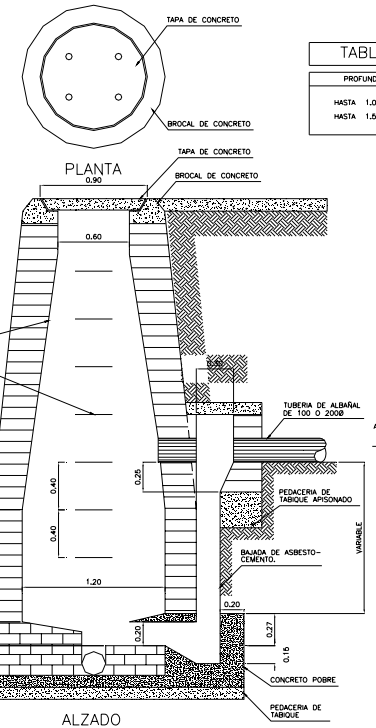 TAPA DE CONCRETO
BROCAL DE CONCRETO
PLANTA
TAPA DE CONCRETO
BROCAL DE CONCRETO
0.90
0.60
TUBERIA DE ALBAÑAL
DE 100 O 200Ø
0.25
0.40
0.40
PEDACERIA DE
TABIQUE APISONADO
VARIABLE
BAJADA DE ASBESTO-
CEMENTO.
1.20
0.20
0.20
0.27
0.15
CONCRETO POBRE
PEDACERIA DE
TABIQUE
ALZADO
TABL
PROFUND
HASTA 1.0
HASTA 1.5
A